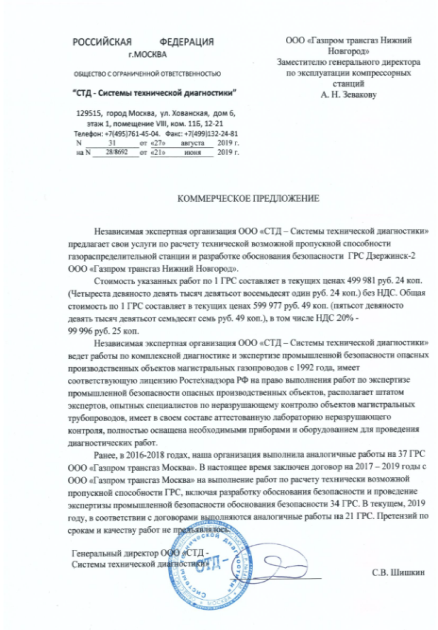 РОССИЙСКАЯ ФЕДЕРАЦИЯ
г.МОСКВА
ОБЩЕСТВО С ОГРАНИЧЕННОЙ ОТВЕТСТВЕННОСТЬЮ
"СТД - Системы технической диагностики"
129515, город Москва, ул. Хованская, дом 6,
этаж 1, помещение VIII, ком. 11Б, 12-21
Телефон: +7(495)761-45-04. Факс: +7(499)132-24-81
N 31 от «27» августа 2019 г.
на N 28/8692 от «21» июня 2019 г.
ООО «Газпром трансгаз Нижний
Новгород»
Заместителю генерального директора
по эксплуатации компрессорных
станций
А. Н. Зевакову
КОММЕРЧЕСКОЕ ПРЕДЛОЖЕНИЕ
Независимая экспертная организация ООО «СТД – Системы технической диагностики»
предлагает свои услуги по расчету технической возможной пропускной способности
газораспределительной станции и разработке обоснования безопасности ГРС Дзержинск-2
ООО «Газпром трансгаз Нижний Новгород».
Стоимость указанных работ по 1 ГРС составляет в текущих ценах 499 981 руб. 24 коп.
(Четыреста девяносто девять тысяч девятьсот восемьдесят один руб. 24 коп.) без НДС. Общая
стоимость по 1 ГРС составляет в текущих ценах 599 977 руб. 49 коп. (пятьсот девяносто
девять тысяч девятьсот семьдесят семь руб. 49 коп.), в том числе НДС 20% -
99 996 руб. 25 коп.
Независимая экспертная организация ООО «СТД – Системы технической диагностики»
ведет работы по комплексной диагностике и экспертизе промышленной безопасности опасных
производственных объектов магистральных газопроводов с 1992 года, имеет
соответствующую лицензию Ростехнадзора РФ на право выполнения работ по экспертизе
промышленной безопасности опасных производственных объектов, располагает штатом
экспертов, опытных специалистов по неразрушающему контролю объектов магистральных
трубопроводов, имеет в своем составе аттестованную лабораторию неразрушающего
контроля, полностью оснащена необходимыми приборами и оборудованием для проведения
диагностических работ.
Ранее, в 2016-2018 годах, наша организация выполнила аналогичные работы на 37 ГРС
ООО «Газпром трансгаз Москва». В настоящее время заключен договор на 2017 – 2019 годы с
ООО «Газпром трансгаз Москва» на выполнение работ по расчету технически возможной
пропускной способности ГРС, включая разработку обоснования безопасности и проведение
экспертизы промышленной безопасности обоснования безопасности 34 ГРС. В текущем, 2019
году, в соответствии с договорами выполняются аналогичные работы на 21 ГРС. Претензий по
срокам и качеству работ не предъявлялось.
Генеральный директор ООО «СТД -
Системы технической диагностики»
С.В. Шишкин
СТД